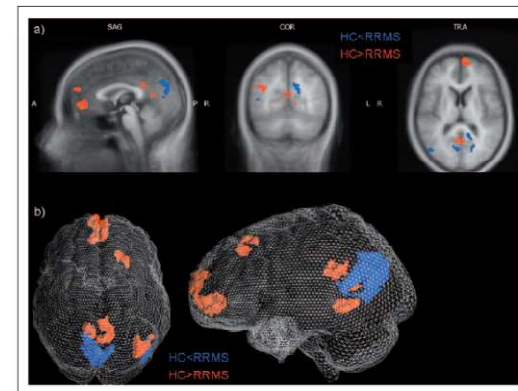 SAG COR TRA
a) HC<RRMS
HC>RRMS
A P R L R
b)
HC<RRMS
HC>RRMS